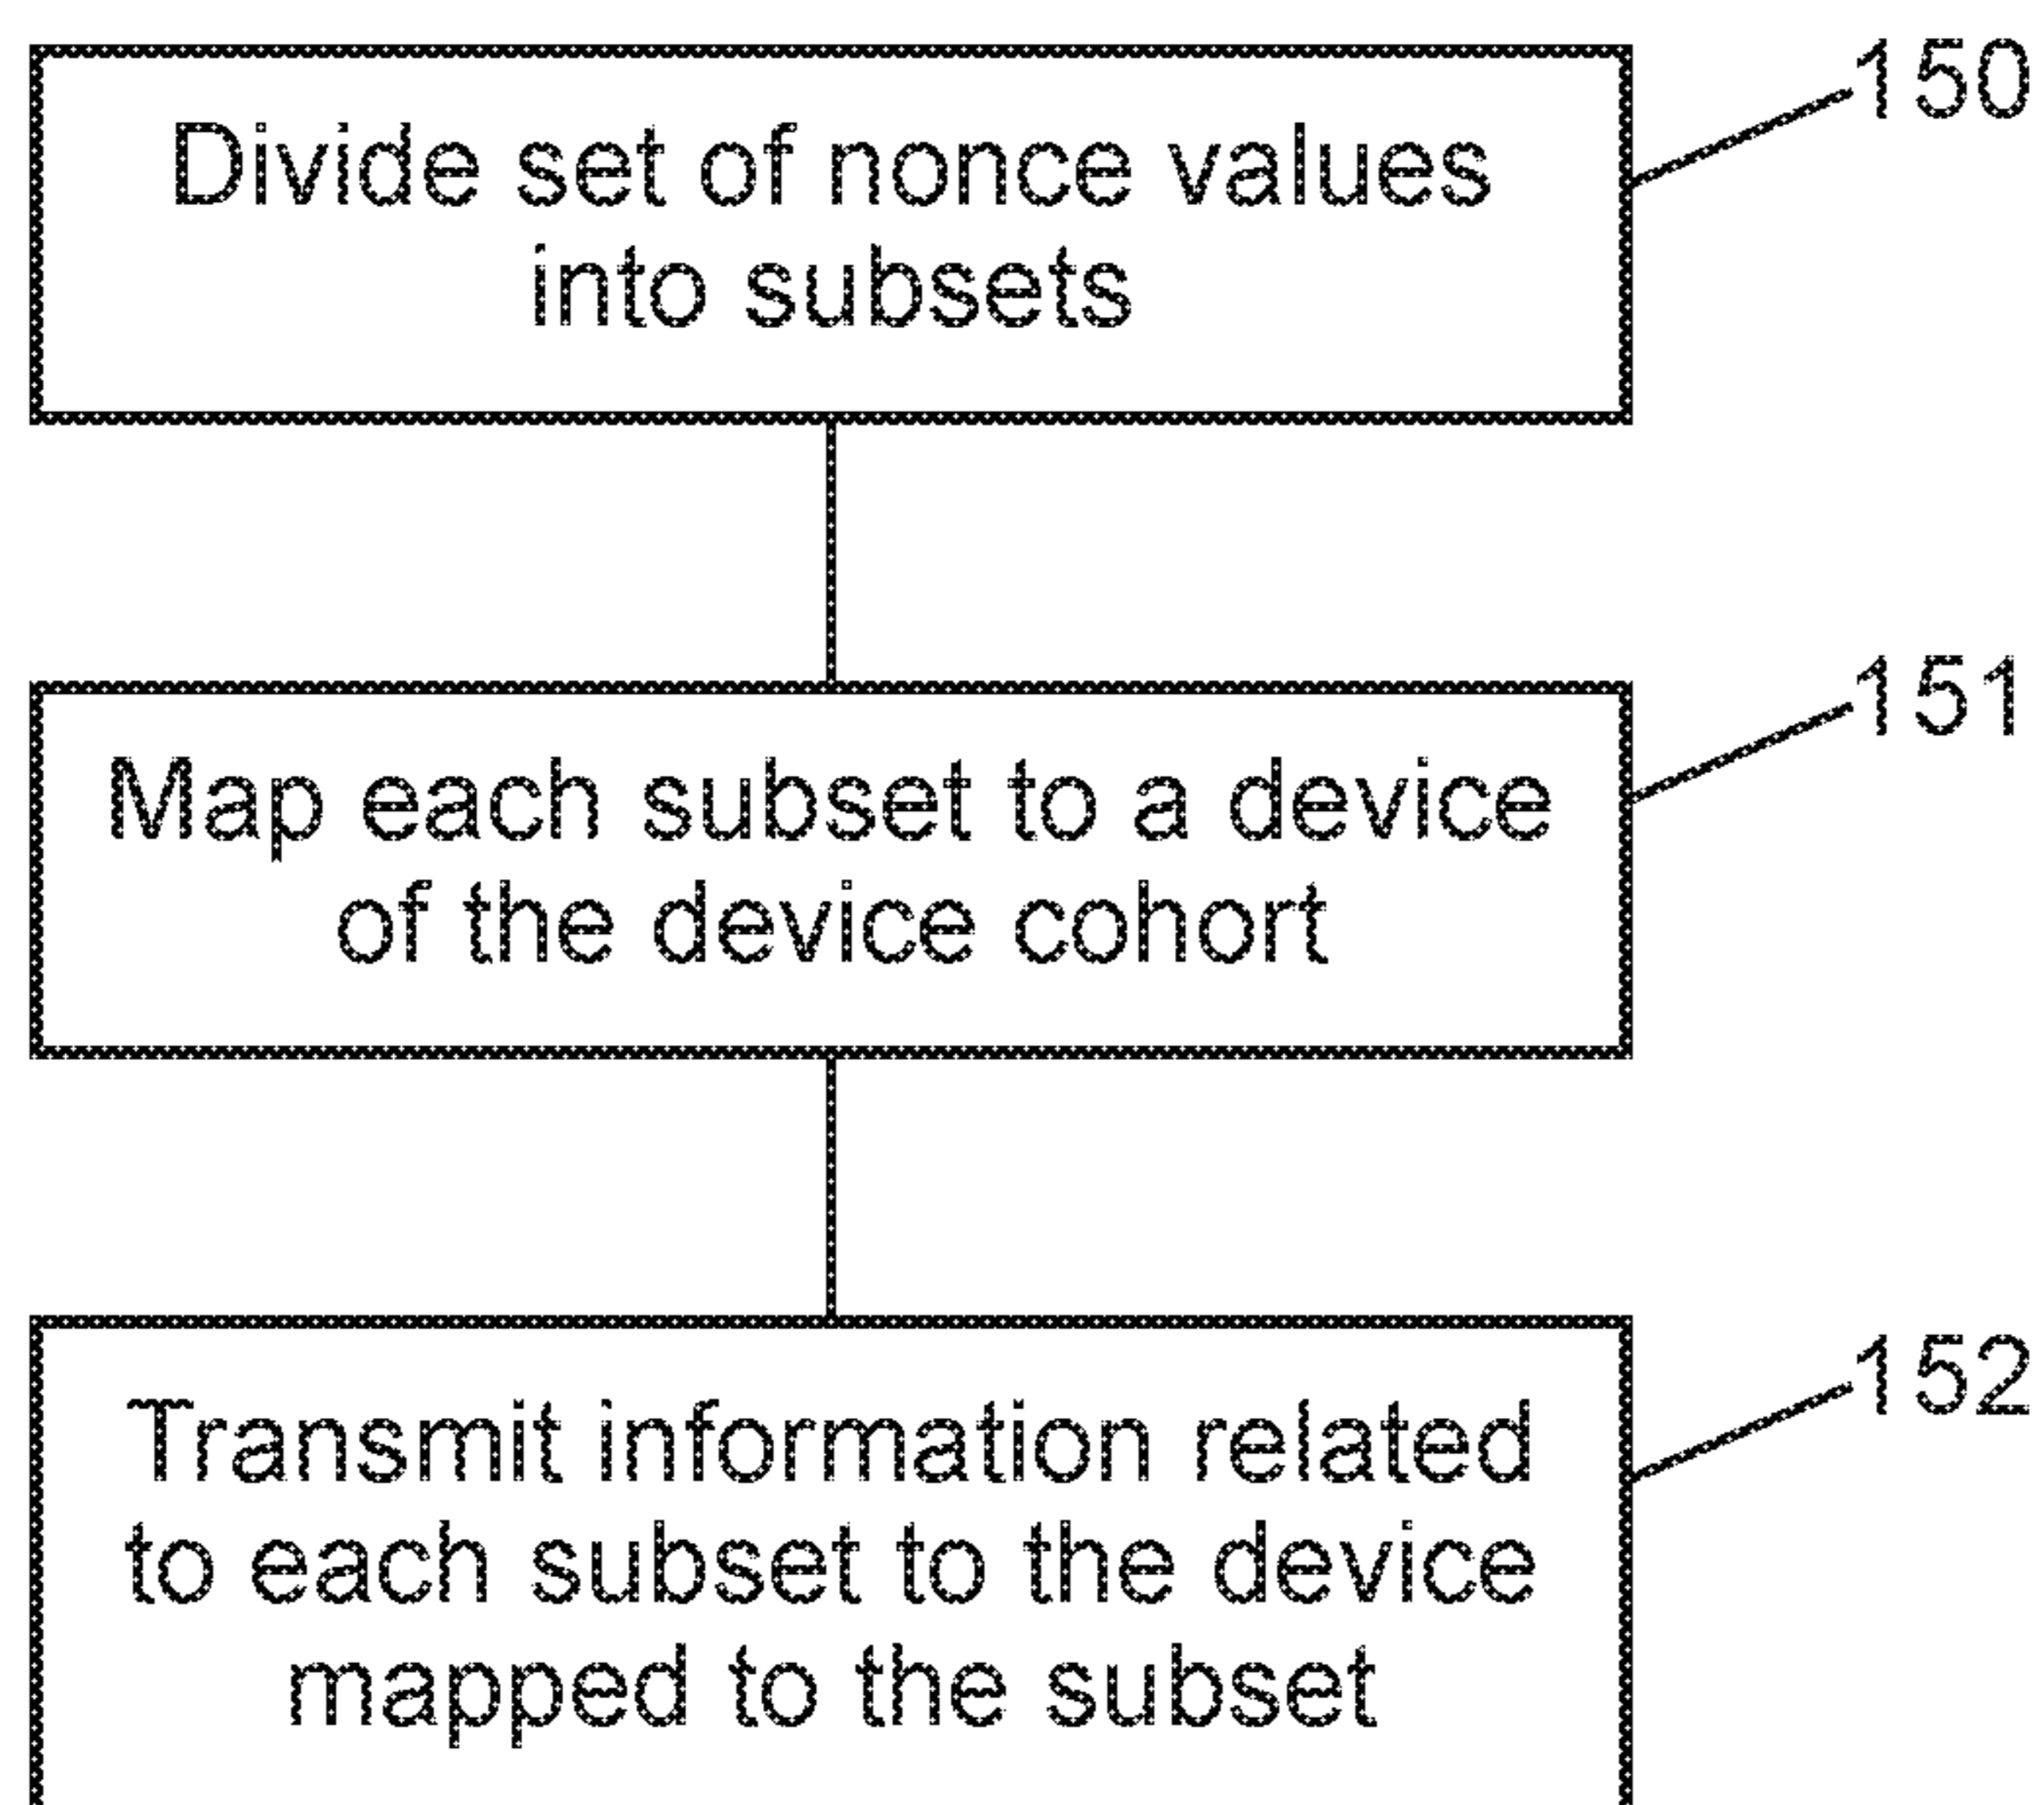 150
Divide set of nonce values
into subsets
151
Map each subset to a device
of the device cohort
152
Transmit information related
to each subset to the device
mapped to the subset